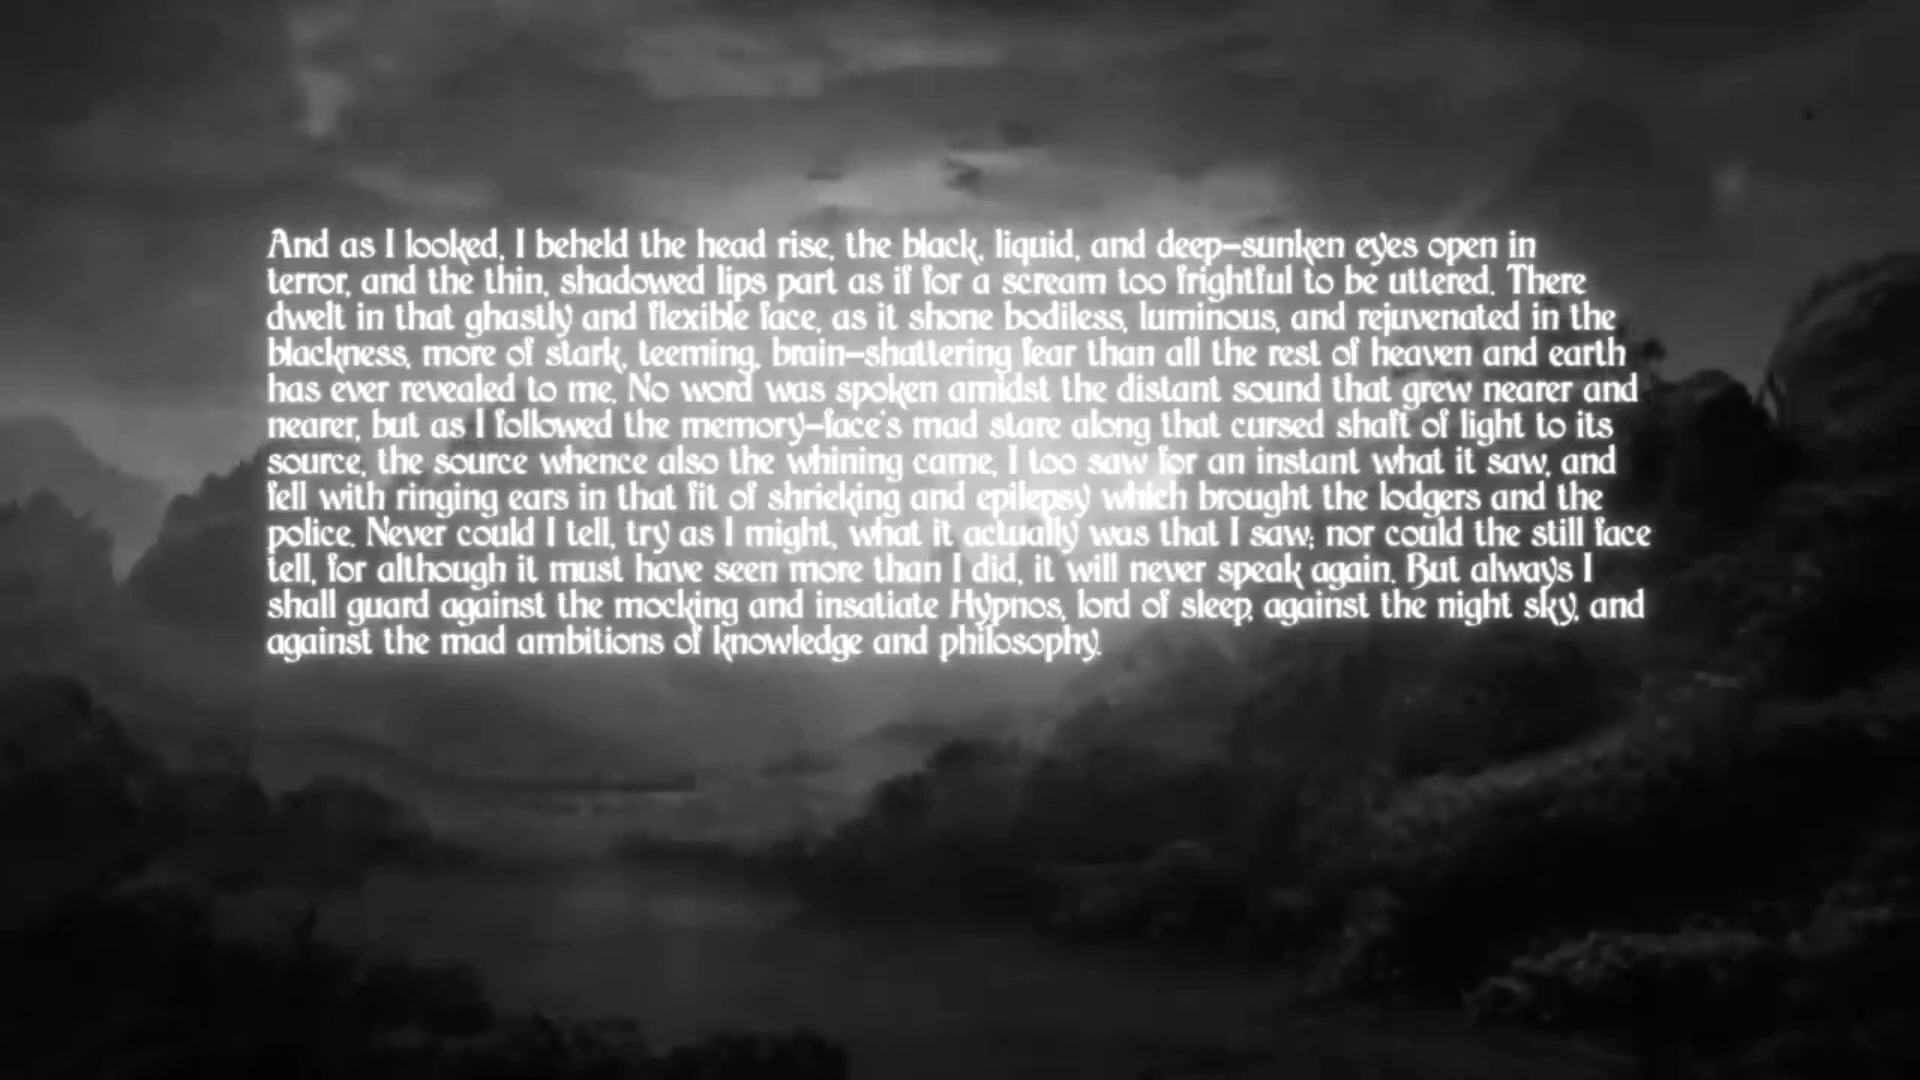 And as I looked, I beheld the head rise, the black, liquid, and deep-sunken eyes open in
terror, and the thin, shadowed lips part as if for a scream too frightful to be uttered. There
dwelt in that ghastly and flexible face, as it shone bodiless, luminous, and rejuvenated in the
blackness, more of stark, teeming, brain-shattering fear than all the rest of heaven and earth
has ever revealed to me. No word was spoken amidst the distant sound that grew nearer and
nearer, but as I followed the memory-face's mad stare along that cursed shaft of light to its
source, the source whence also the whining came, I too saw for an instant what it saw, and
fell with ringing ears in that fit of shrieking and epilepsy which brought the lodgers and the
police. Never could I tell, try as I might, what it actually was that I saw; nor could the still face
tell, for although it must have seen more than I did, it will never speak again. But always I
shall guard against the mocking and insatiate Hypnos, lord of sleep, against the night sky, and
against the mad ambitions of knowledge and philosophy.